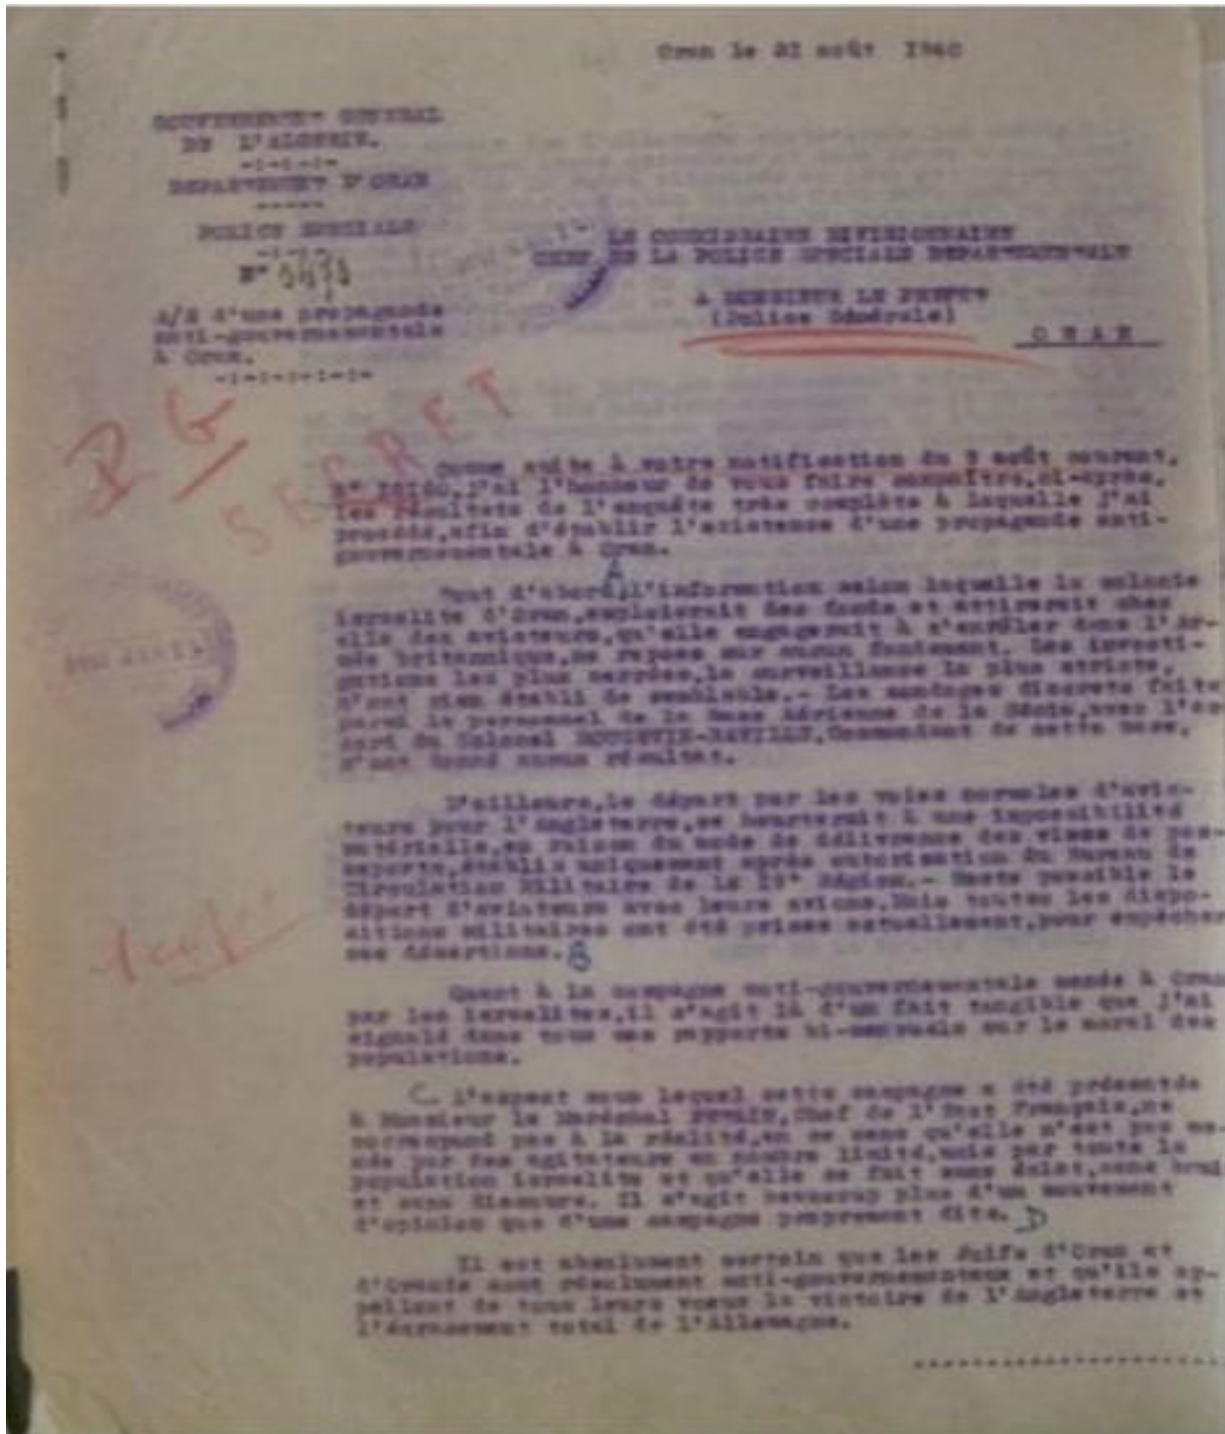 Oran le 21 août 1940
GOUVERNEMENT GENERAL
DE L'ALGERIE.
-:-:-:-
DEPARTEMENT D'ORAN
-----
POLICE SPECIALE
-:-:-
N°
LE COMMISSAIRE DIVISIONNAIRE
CHEF DE LA POLICE SPECIALE DEPARTEMENTALE
A/S d'une propagande
anti-gouvernementale
à Oran.
-:-:-:-:-:-
A MONSIEUR LE PREFET
(Police Générale)
ORAN
P G
SECRET
Comme suite à votre notification du 9 août courant,
N° j'ai l'honneur de vous faire connaître, ci-après,
les résultats de l'enquête très complète à laquelle j'ai
procédé, afin d'établir l'existence d'une propagande anti-
gouvernementale à Oran.
A
Tout d'abord, l'information selon laquelle la colonie
israelite d'Oran, emploierait des fonds et attirerait chez
elle des aviateurs, qu'elle engagerait à s'enrôler dans l'Ar-
mée britannique, ne repose sur aucun fondement. Les investi-
gations les plus serrées, la surveillance la plus stricte,
n'ont rien établi de semblable.- Les sondages discrets faits
parmi le personnel de la Base Aérienne de la Sénia, avec l'ac-
cord du Colonel Commandant de cette base,
n'ont donné aucun résultat.
D'ailleurs, le départ par les voies normales d'avia-
teurs pour l'Angleterre, se heurterait à une impossibilité
matérielle, en raison du mode de délivrance des visas de pas-
seports, établis uniquement après autorisation du Bureau de
Circulation Militaire de la 19° Région.- Reste possible le
départ d'aviateurs avec leurs avions. Mais toutes les dispo-
sitions militaires ont été prises actuellement, pour empêcher
ces désertions. B
Quant à la campagne anti-gouvernementale menée à Oran
par les israelites, il s'agit là d'un fait tangible que j'ai
signalé dans tous mes rapports bi-mensuels sur le moral des
populations.
C L'aspect sous lequel cette campagne a été présentée
à Monsieur le Maréchal PETAIN, Chef de l'Etat Français, ne
correspond pas à la réalité, en ce sens qu'elle n'est pas me-
née par des agitateurs en nombre limité, mais par toute la
population israelite et qu'elle se fait sans éclat, sans bruit
et sans discours. Il s'agit beaucoup plus d'un mouvement
d'opinion que d'une campagne proprement dite. D
Il est absolument certain que les Juifs d'Oran et
d'Oranie sont résolument anti-gouvernementaux et qu'ils ap-
pellent de tous leurs voeux la victoire de l'Angleterre et
l'écrasement total de l'Allemagne.